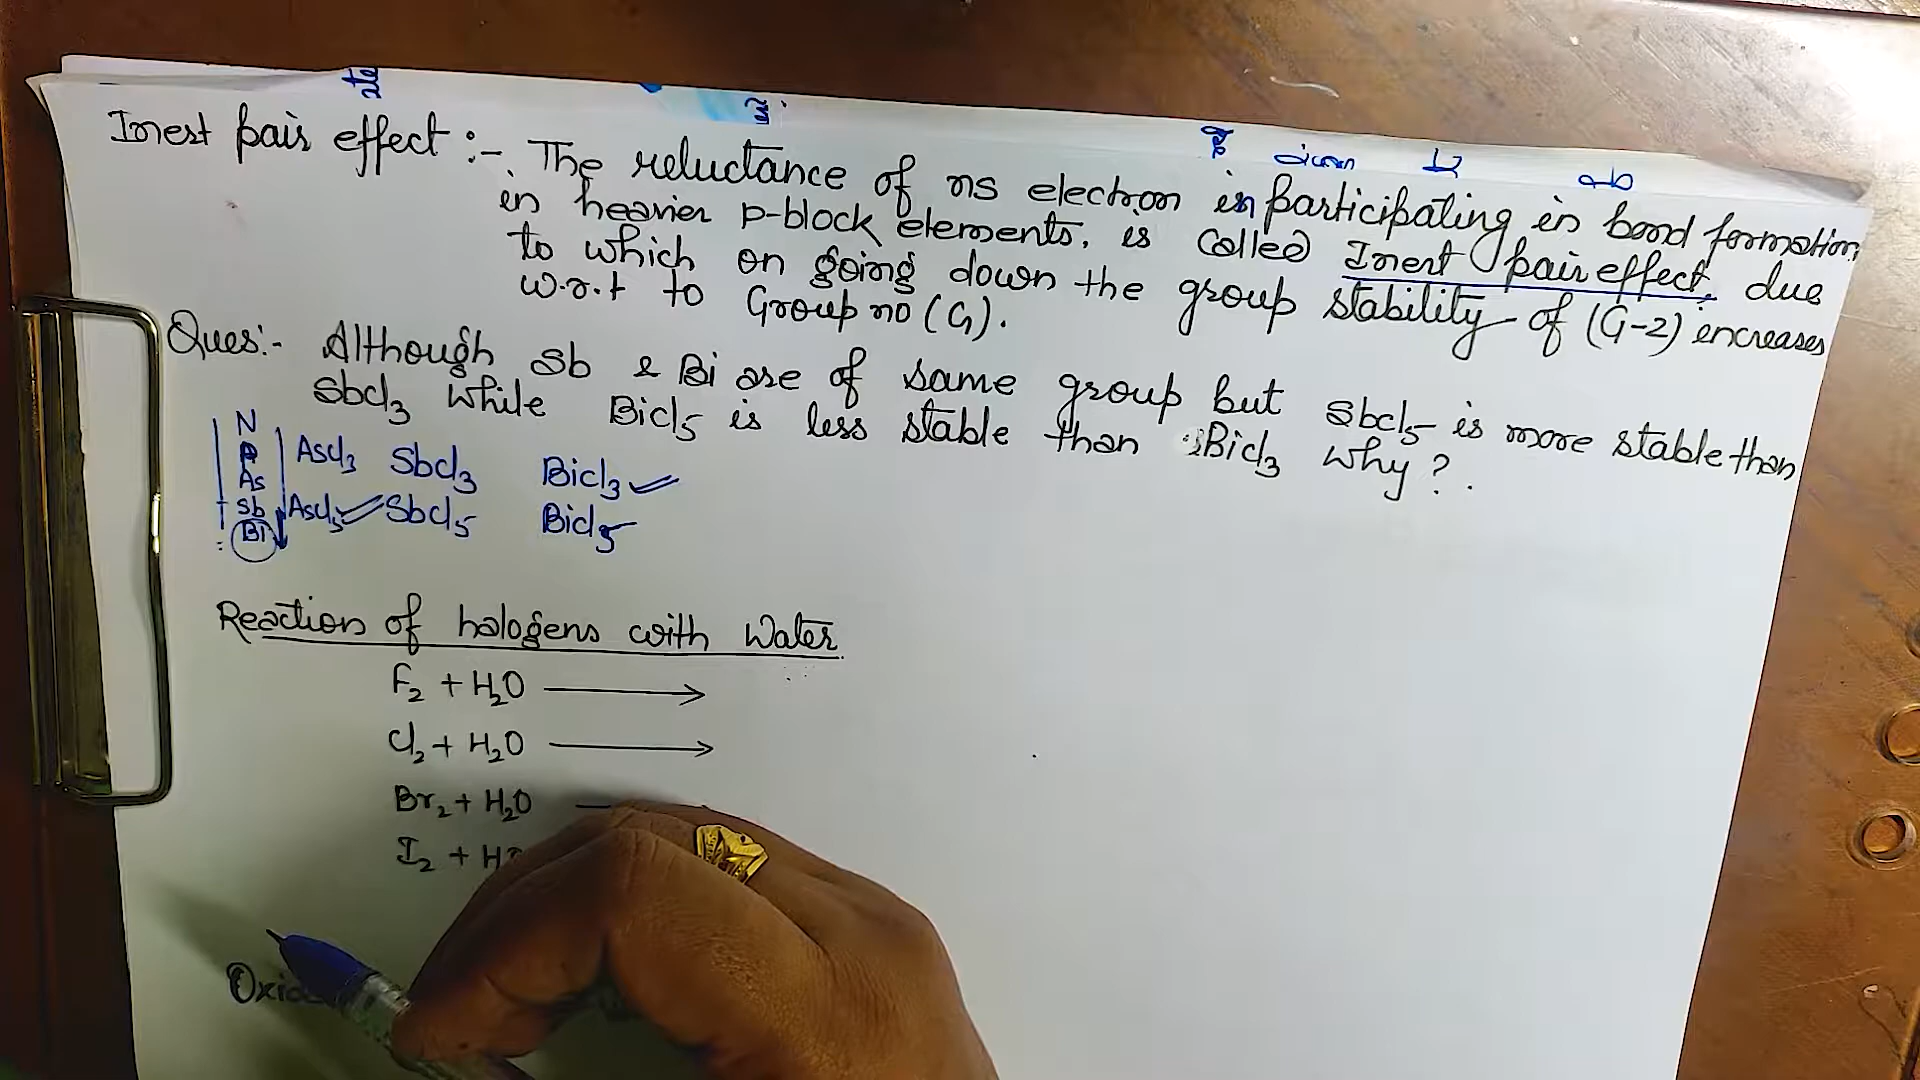 Inert pair effect :- The reluctance of ns electron in participating in bond formation,
in heavier p-block elements, is called Inert pair effect, due
to which on going down the group stability of (G-2) increases
w.r.t to Group no (G).
Ques:- Although Sb & Bi are of same group but SbCl5 is more stable than
SbCl3 while BiCl5 is less stable than BiCl3 why?.
N
P
As
Sb
Bi
AsCl3 SbCl3 BiCl3 ✓
AsCl5 ✓ SbCl5 BiCl5
Reaction of halogens with Water
F2 + H2O ⟶
Cl2 + H2O ⟶
Br2 + H2O
I2 + H2